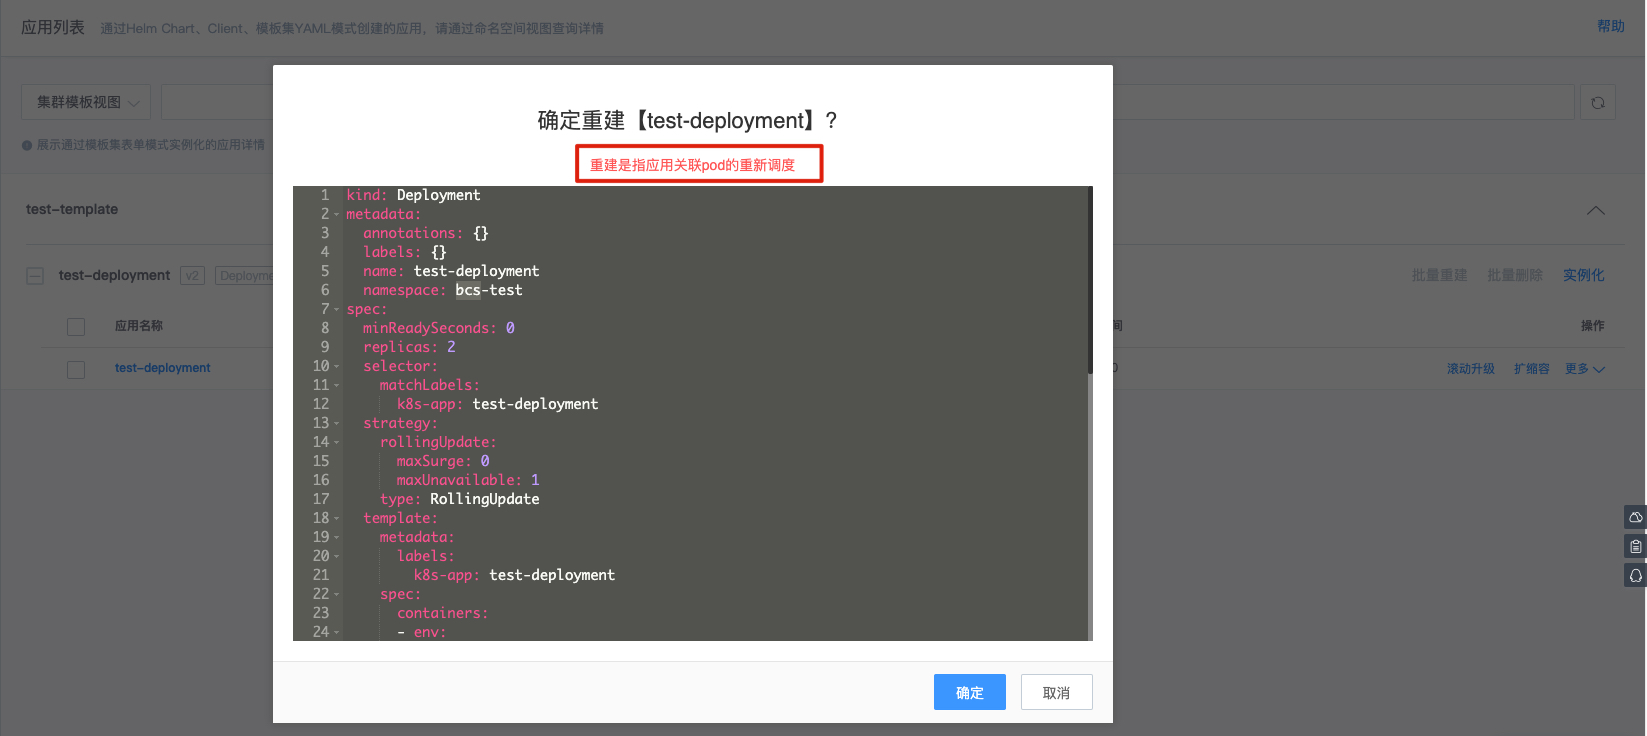 应用列表 通过Helm Chart、Client、模板集YAML模式创建的应用，请通过命名空间视图查询详情 帮助
集群模板视图
展示通过模板集表单模式实例化的应用详情
test-template
test-deployment v2 Deployme 批量重建 批量删除 实例化
应用名称 间 操作
test-deployment 0 滚动升级 扩缩容 更多
确定重建【test-deployment】?
重建是指应用关联pod的重新调度
1 kind: Deployment
2 metadata:
3 annotations: {}
4 labels: {}
5 name: test-deployment
6 namespace: bcs-test
7 spec:
8 minReadySeconds: 0
9 replicas: 2
10 selector:
11 matchLabels:
12 k8s-app: test-deployment
13 strategy:
14 rollingUpdate:
15 maxSurge: 0
16 maxUnavailable: 1
17 type: RollingUpdate
18 template:
19 metadata:
20 labels:
21 k8s-app: test-deployment
22 spec:
23 containers:
24 - env:
确定 取消